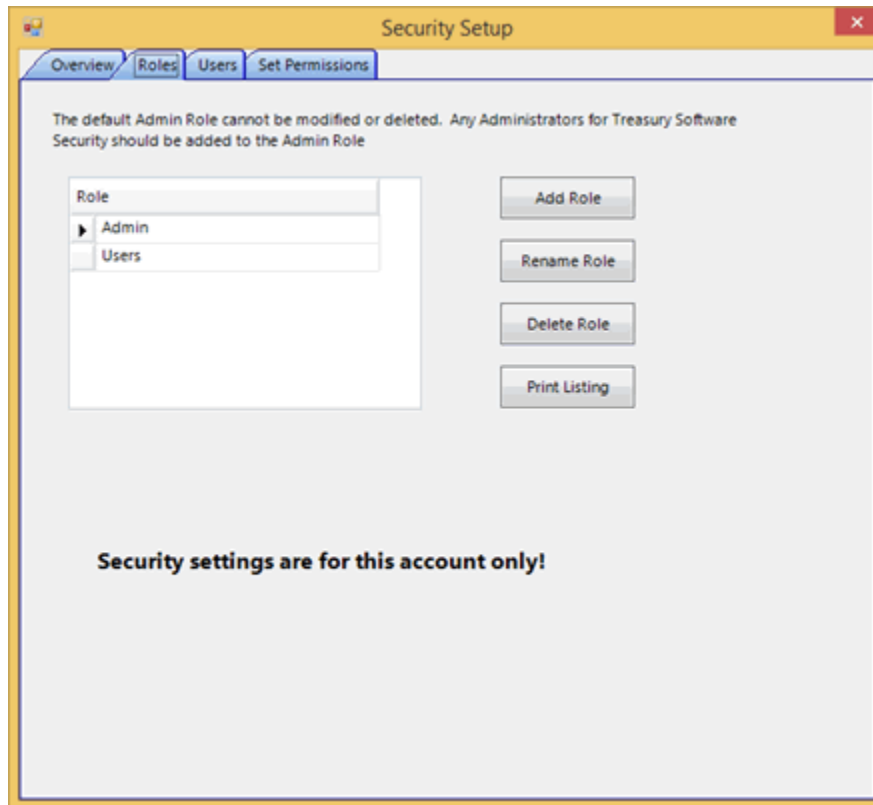 Security Setup
Overview
Roles
Users
Set Permissions
The default Admin Role cannot be modified or deleted.  Any Administrators for Treasury Software
Security should be added to the Admin Role
Role
Admin
Users
Add Role
Rename Role
Delete Role
Print Listing
Security settings are for this account only!